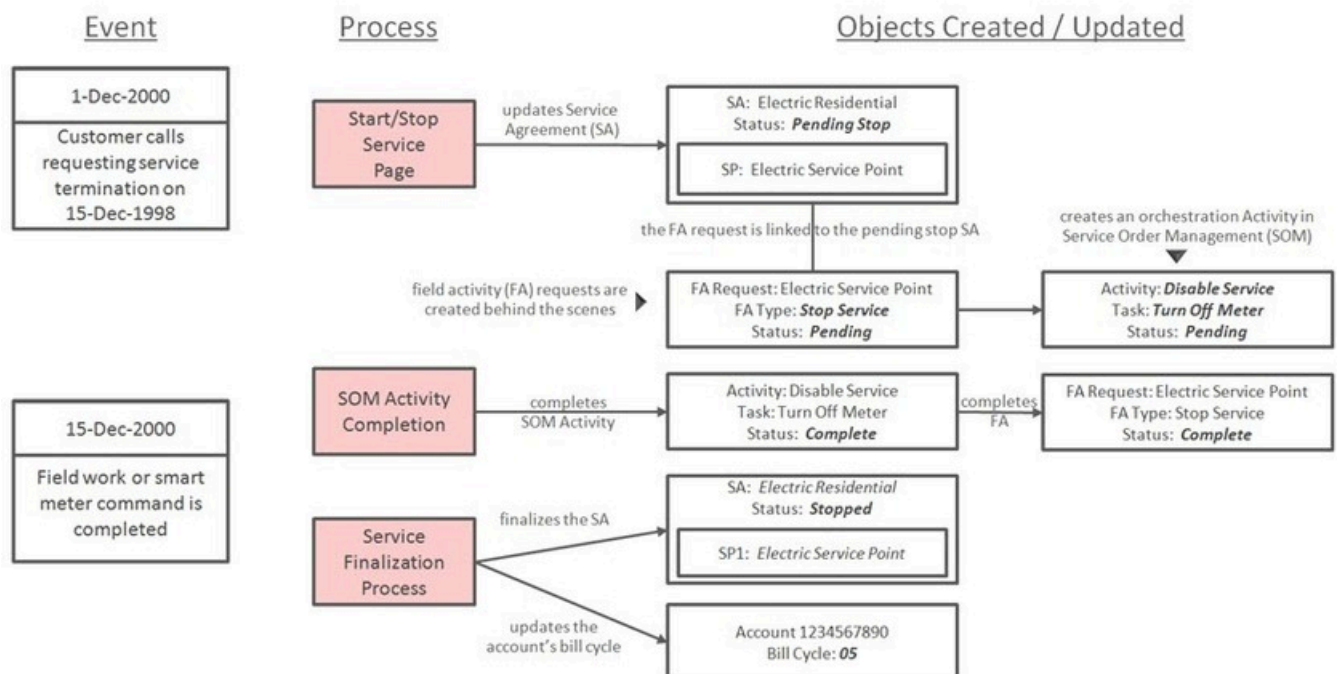 Event
Process
Objects Created / Updated
1-Dec-2000
Customer calls
requesting service
termination on
15-Dec-1998
Start/Stop
Service
Page
updates Service
Agreement (SA)
SA: Electric Residential
Status: Pending Stop
SP: Electric Service Point
the FA request is linked to the pending stop SA
creates an orchestration Activity in
Service Order Management (SOM)
field activity (FA) requests are
created behind the scenes
FA Request: Electric Service Point
FA Type: Stop Service
Status: Pending
Activity: Disable Service
Task: Turn Off Meter
Status: Pending
15-Dec-2000
Field work or smart
meter command is
completed
SOM Activity
Completion
completes
SOM Activity
Activity: Disable Service
Task: Turn Off Meter
Status: Complete
completes
FA
FA Request: Electric Service Point
FA Type: Stop Service
Status: Complete
Service
Finalization
Process
finalizes the SA
SA: Electric Residential
Status: Stopped
SP1: Electric Service Point
updates the
account's bill cycle
Account 1234567890
Bill Cycle: 05